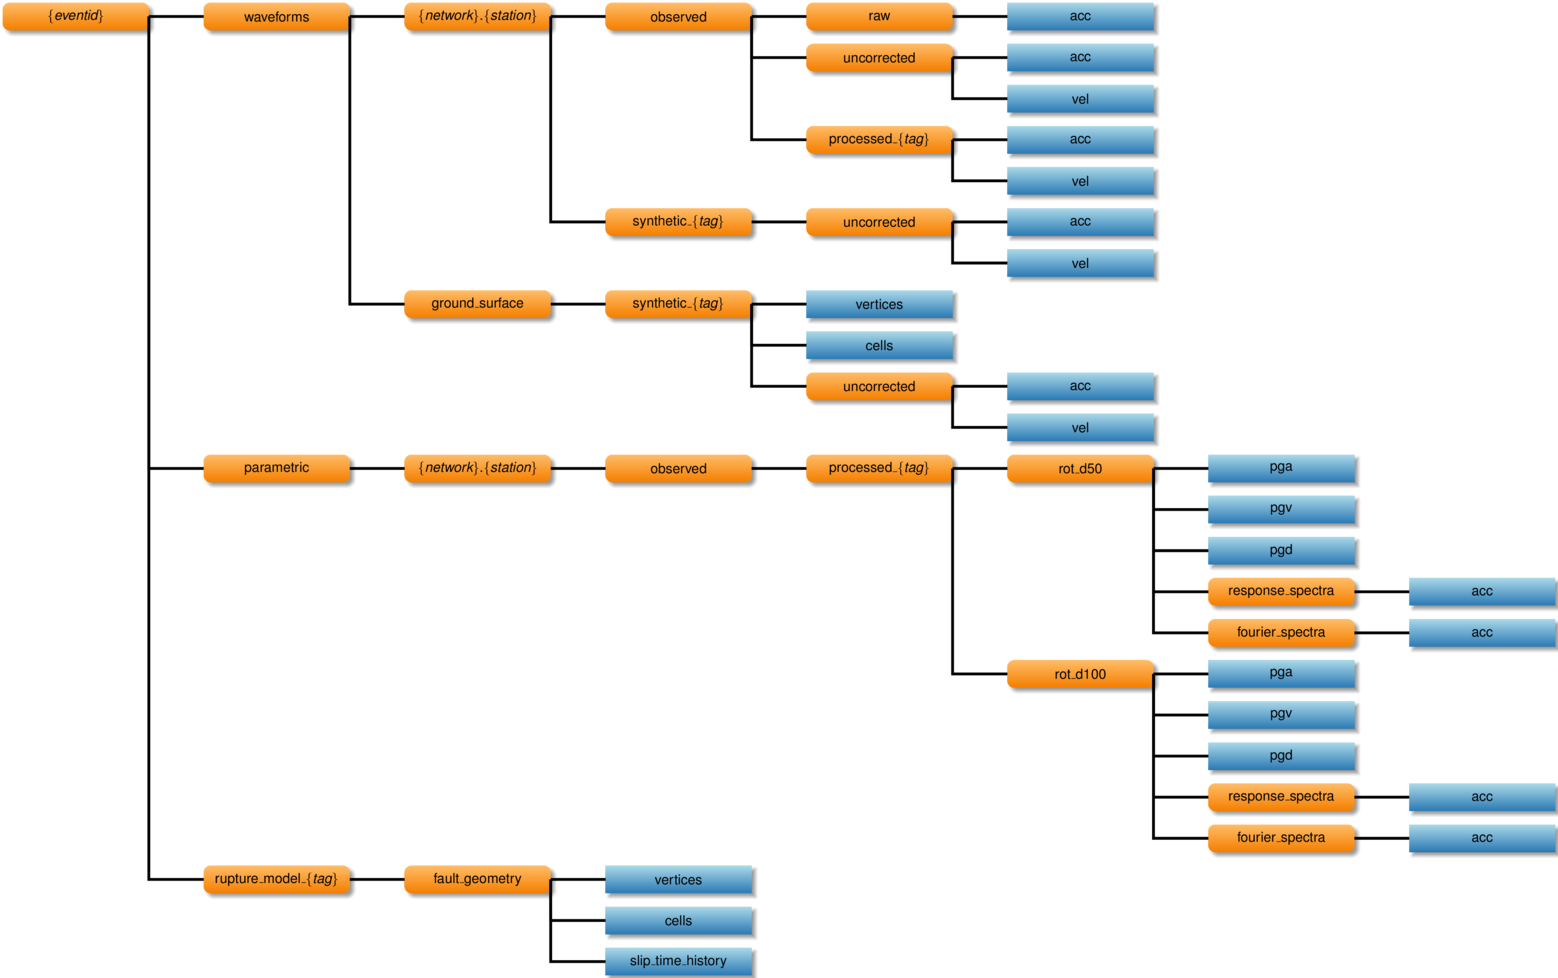 {eventid} waveforms {network}.{station} observed raw acc
uncorrected acc
vel
processed_{tag} acc
vel
synthetic_{tag} uncorrected acc
vel
ground_surface synthetic_{tag} vertices
cells
uncorrected acc
vel
parametric {network}.{station} observed processed_{tag} rot_d50 pga
pgv
pgd
response_spectra acc
fourier_spectra acc
rot_d100 pga
pgv
pgd
response_spectra acc
fourier_spectra acc
rupture_model_{tag} fault_geometry vertices
cells
slip_time_history